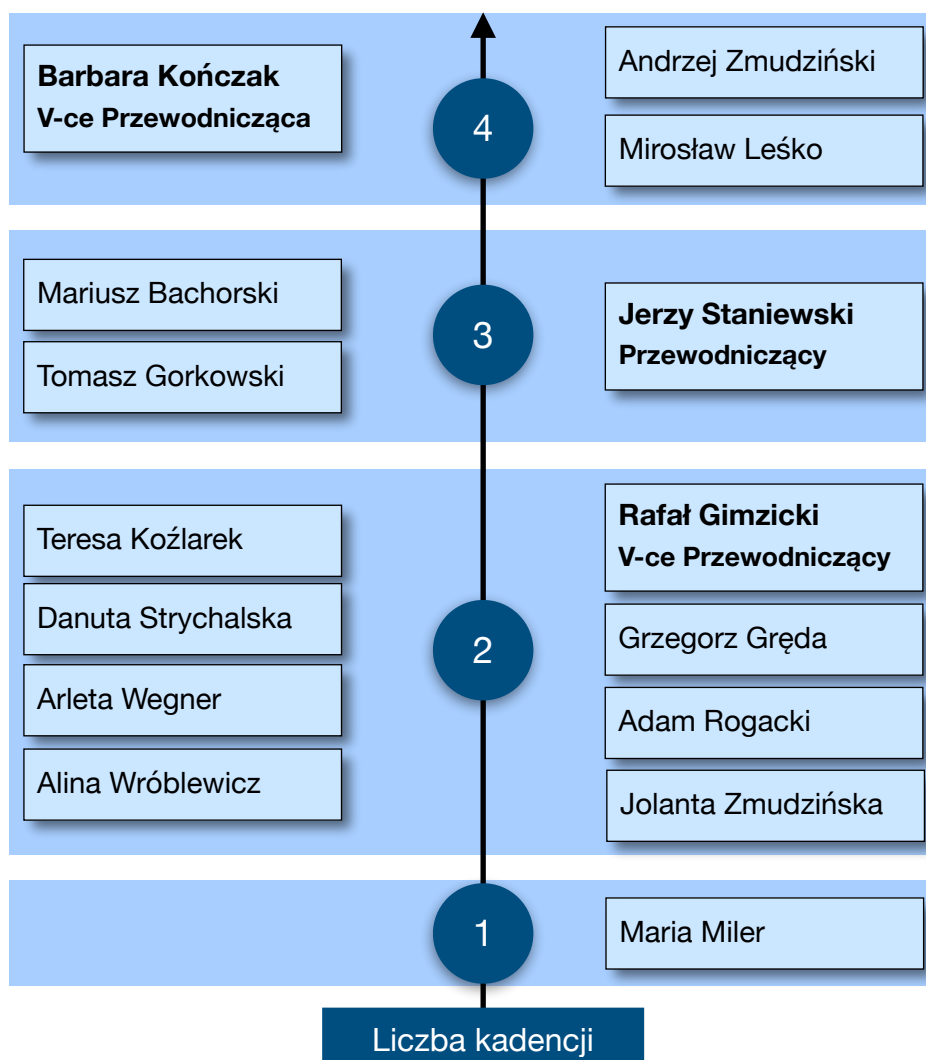 Barbara Kończak
V-ce Przewodnicząca
4
Andrzej Zmudziński
Mirosław Leśko
Mariusz Bachorski
Tomasz Gorkowski
3
Jerzy Staniewski
Przewodniczący
Teresa Koźlarek
Danuta Strychalska
Arleta Wegner
Alina Wróblewicz
2
Rafał Gimzicki
V-ce Przewodniczący
Grzegorz Gręda
Adam Rogacki
Jolanta Zmudzińska
1
Maria Miler
Liczba kadencji